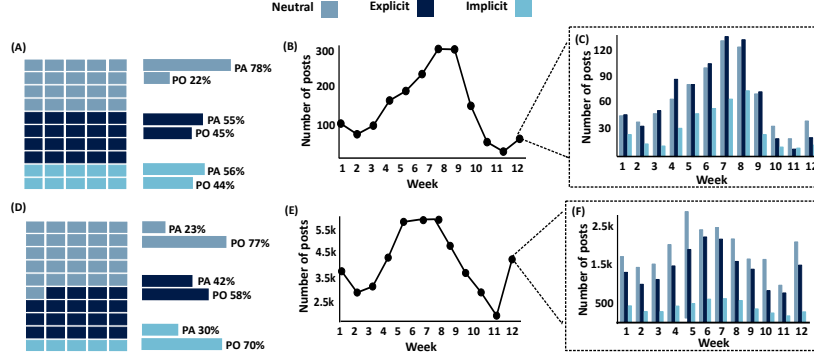 Neutral Explicit Implicit
(A)
PA 78%
PO 22%
PA 55%
PO 45%
PA 56%
PO 44%
(B)
Number of posts
300
200
100
1 2 3 4 5 6 7 8 9 10 11 12
Week
(C)
Number of posts
120
90
60
30
1 2 3 4 5 6 7 8 9 10 11 12
Week
(D)
PA 23%
PO 77%
PA 42%
PO 58%
PA 30%
PO 70%
(E)
Number of posts
5.5k
4.5k
3.5k
2.5k
1 2 3 4 5 6 7 8 9 10 11 12
Week
(F)
Number of posts
2.5k
1.5k
500
1 2 3 4 5 6 7 8 9 10 11 12
Week